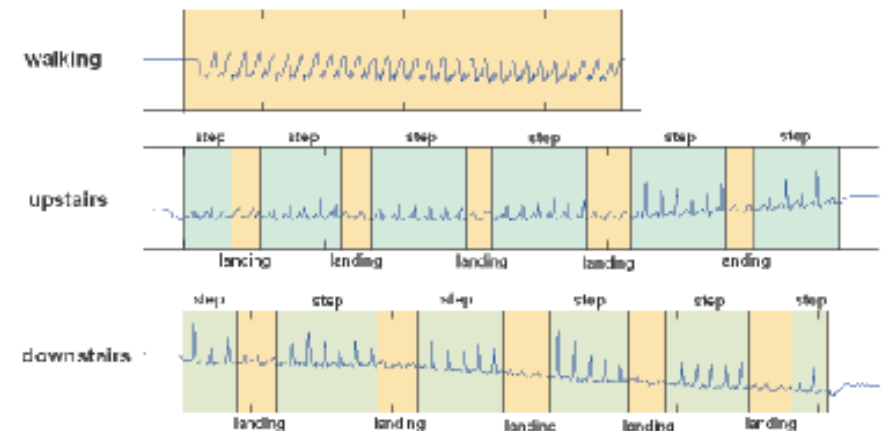 walking
step step step step step step
upstairs
landing landing landing landing anding
step step step step step step
downstairs
landing landing landing landing landing